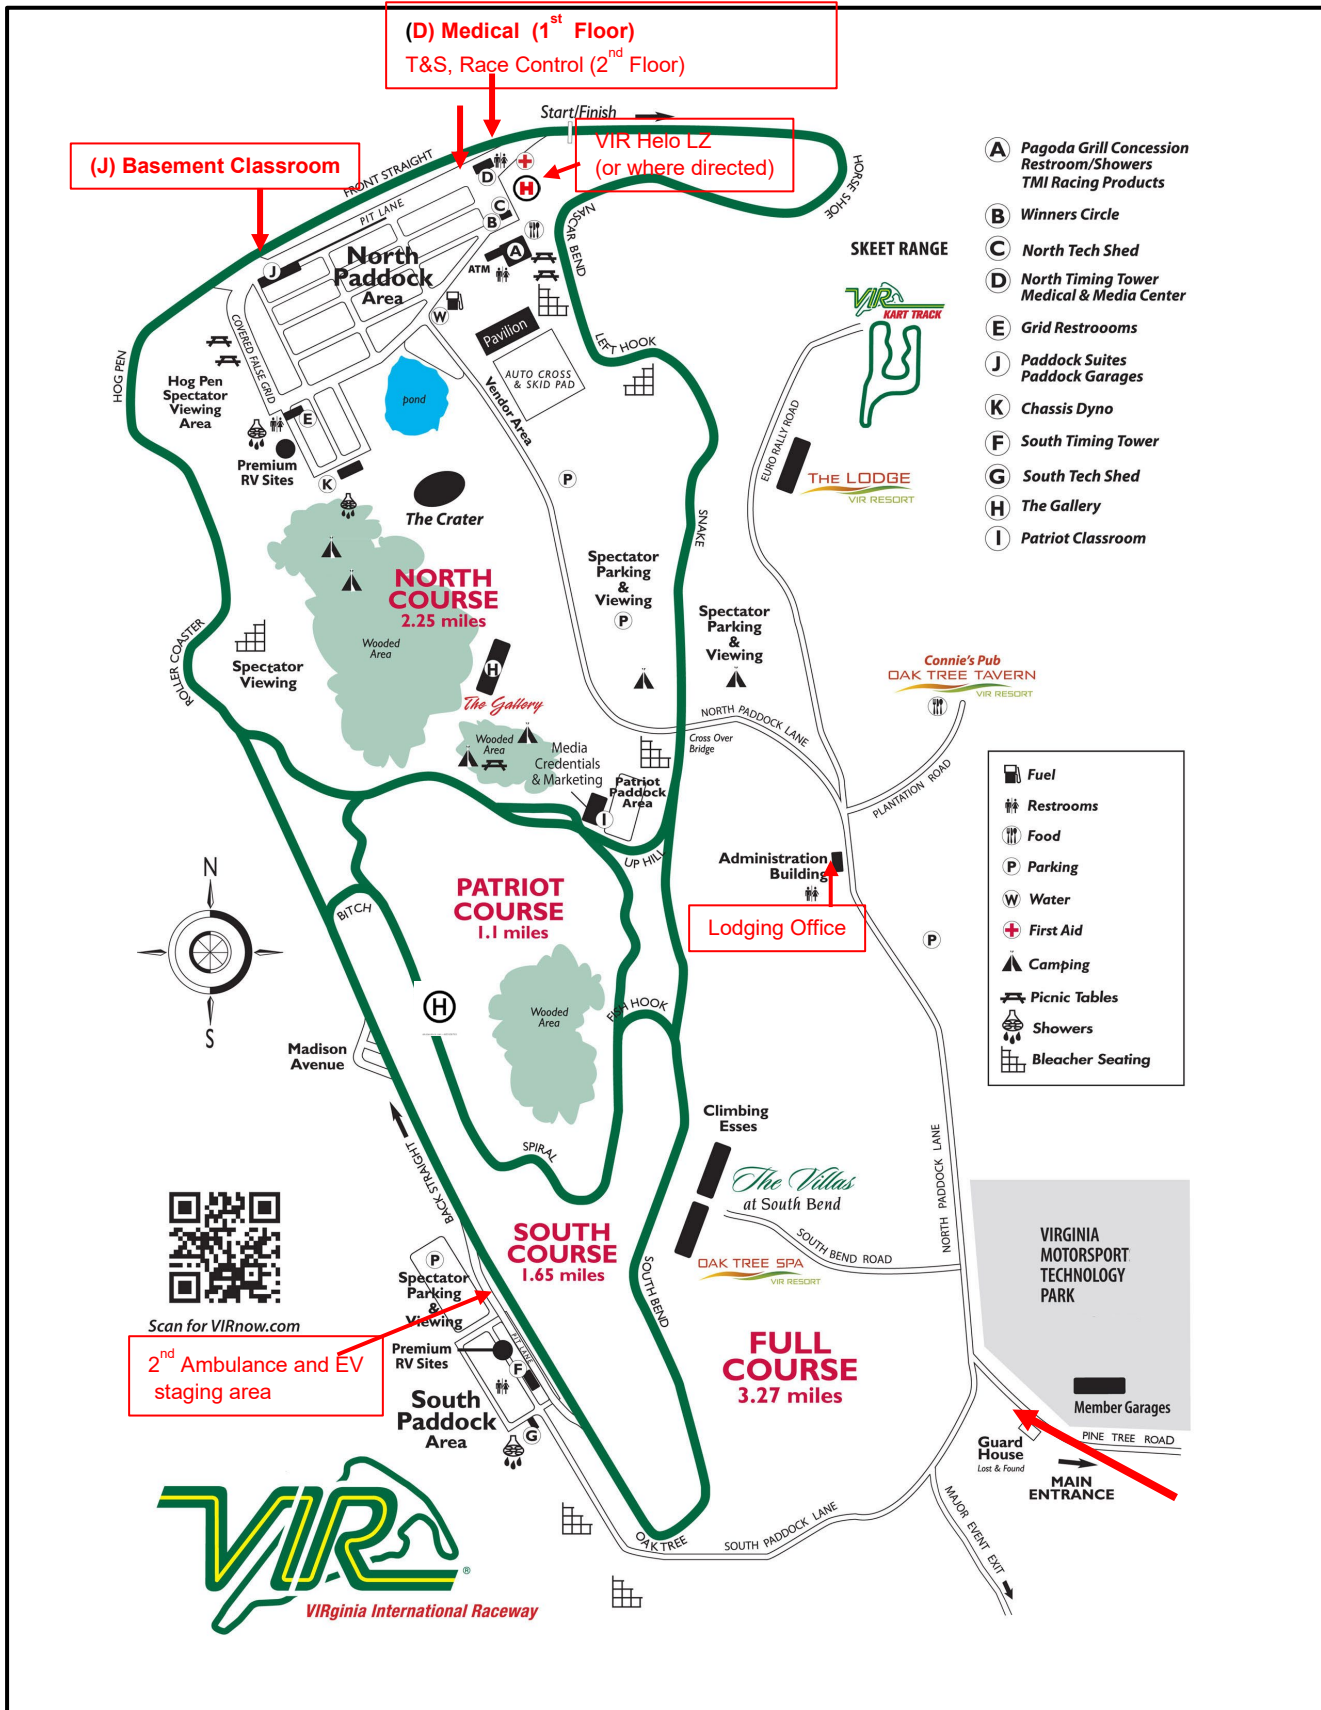 (D) Medical (1st Floor)
T&S, Race Control (2nd Floor)
Start/Finish
VIR Helo LZ
(or where directed)
(J) Basement Classroom
FRONT STRAIGHT
PIT LANE
HORSE SHOE
NASCAR BEND
D
H
C
B
A
ATM
J
North
Paddock
Area
W
COVERED FALSE GRID
HOG PEN
Hog Pen
Spectator
Viewing
Area
E
Premium
RV Sites
K
pond
Pavilion
AUTO CROSS
& SKID PAD
Vendor Area
LEFT HOOK
The Crater
P
SNAKE
SKEET RANGE
VIR
KART TRACK
EURO RALLY ROAD
THE LODGE
VIR RESORT
A Pagoda Grill Concession
Restroom/Showers
TMI Racing Products
B Winners Circle
C North Tech Shed
D North Timing Tower
Medical & Media Center
E Grid Restroooms
J Paddock Suites
Paddock Garages
K Chassis Dyno
F South Timing Tower
G South Tech Shed
H The Gallery
I Patriot Classroom
NORTH
COURSE
2.25 miles
Wooded
Area
Spectator
Parking
&
Viewing
P
Spectator
Parking
&
Viewing
ROLLER COASTER
Spectator
Viewing
H
The Gallery
Wooded
Area
Media
Credentials
& Marketing
Patriot
Paddock
Area
I
Cross Over
Bridge
NORTH PADDOCK LANE
Connie's Pub
OAK TREE TAVERN
VIR RESORT
PLANTATION ROAD
UP HILL
Administration
Building
Lodging Office
P
Fuel
Restrooms
Food
P Parking
W Water
First Aid
Camping
Picnic Tables
Showers
Bleacher Seating
N
S
BITCH
PATRIOT
COURSE
1.1 miles
H
Wooded
Area
FISH HOOK
Madison
Avenue
SPIRAL
BACK STRAIGHT
Climbing
Esses
The Villas
at South Bend
OAK TREE SPA
VIR RESORT
SOUTH BEND ROAD
NORTH PADDOCK LANE
SOUTH BEND
SOUTH
COURSE
1.65 miles
Scan for VIRnow.com
P
Spectator
Parking
&
Viewing
2nd Ambulance and EV
staging area
Premium
RV Sites
PIT LANE
F
South
Paddock
Area
G
FULL
COURSE
3.27 miles
VIRGINIA
MOTORSPORT
TECHNOLOGY
PARK
Member Garages
PINE TREE ROAD
Guard
House
Lost & Found
MAIN
ENTRANCE
MAJOR EVENT EXIT
SOUTH PADDOCK LANE
OAK TREE
VIR
®
VIRginia International Raceway